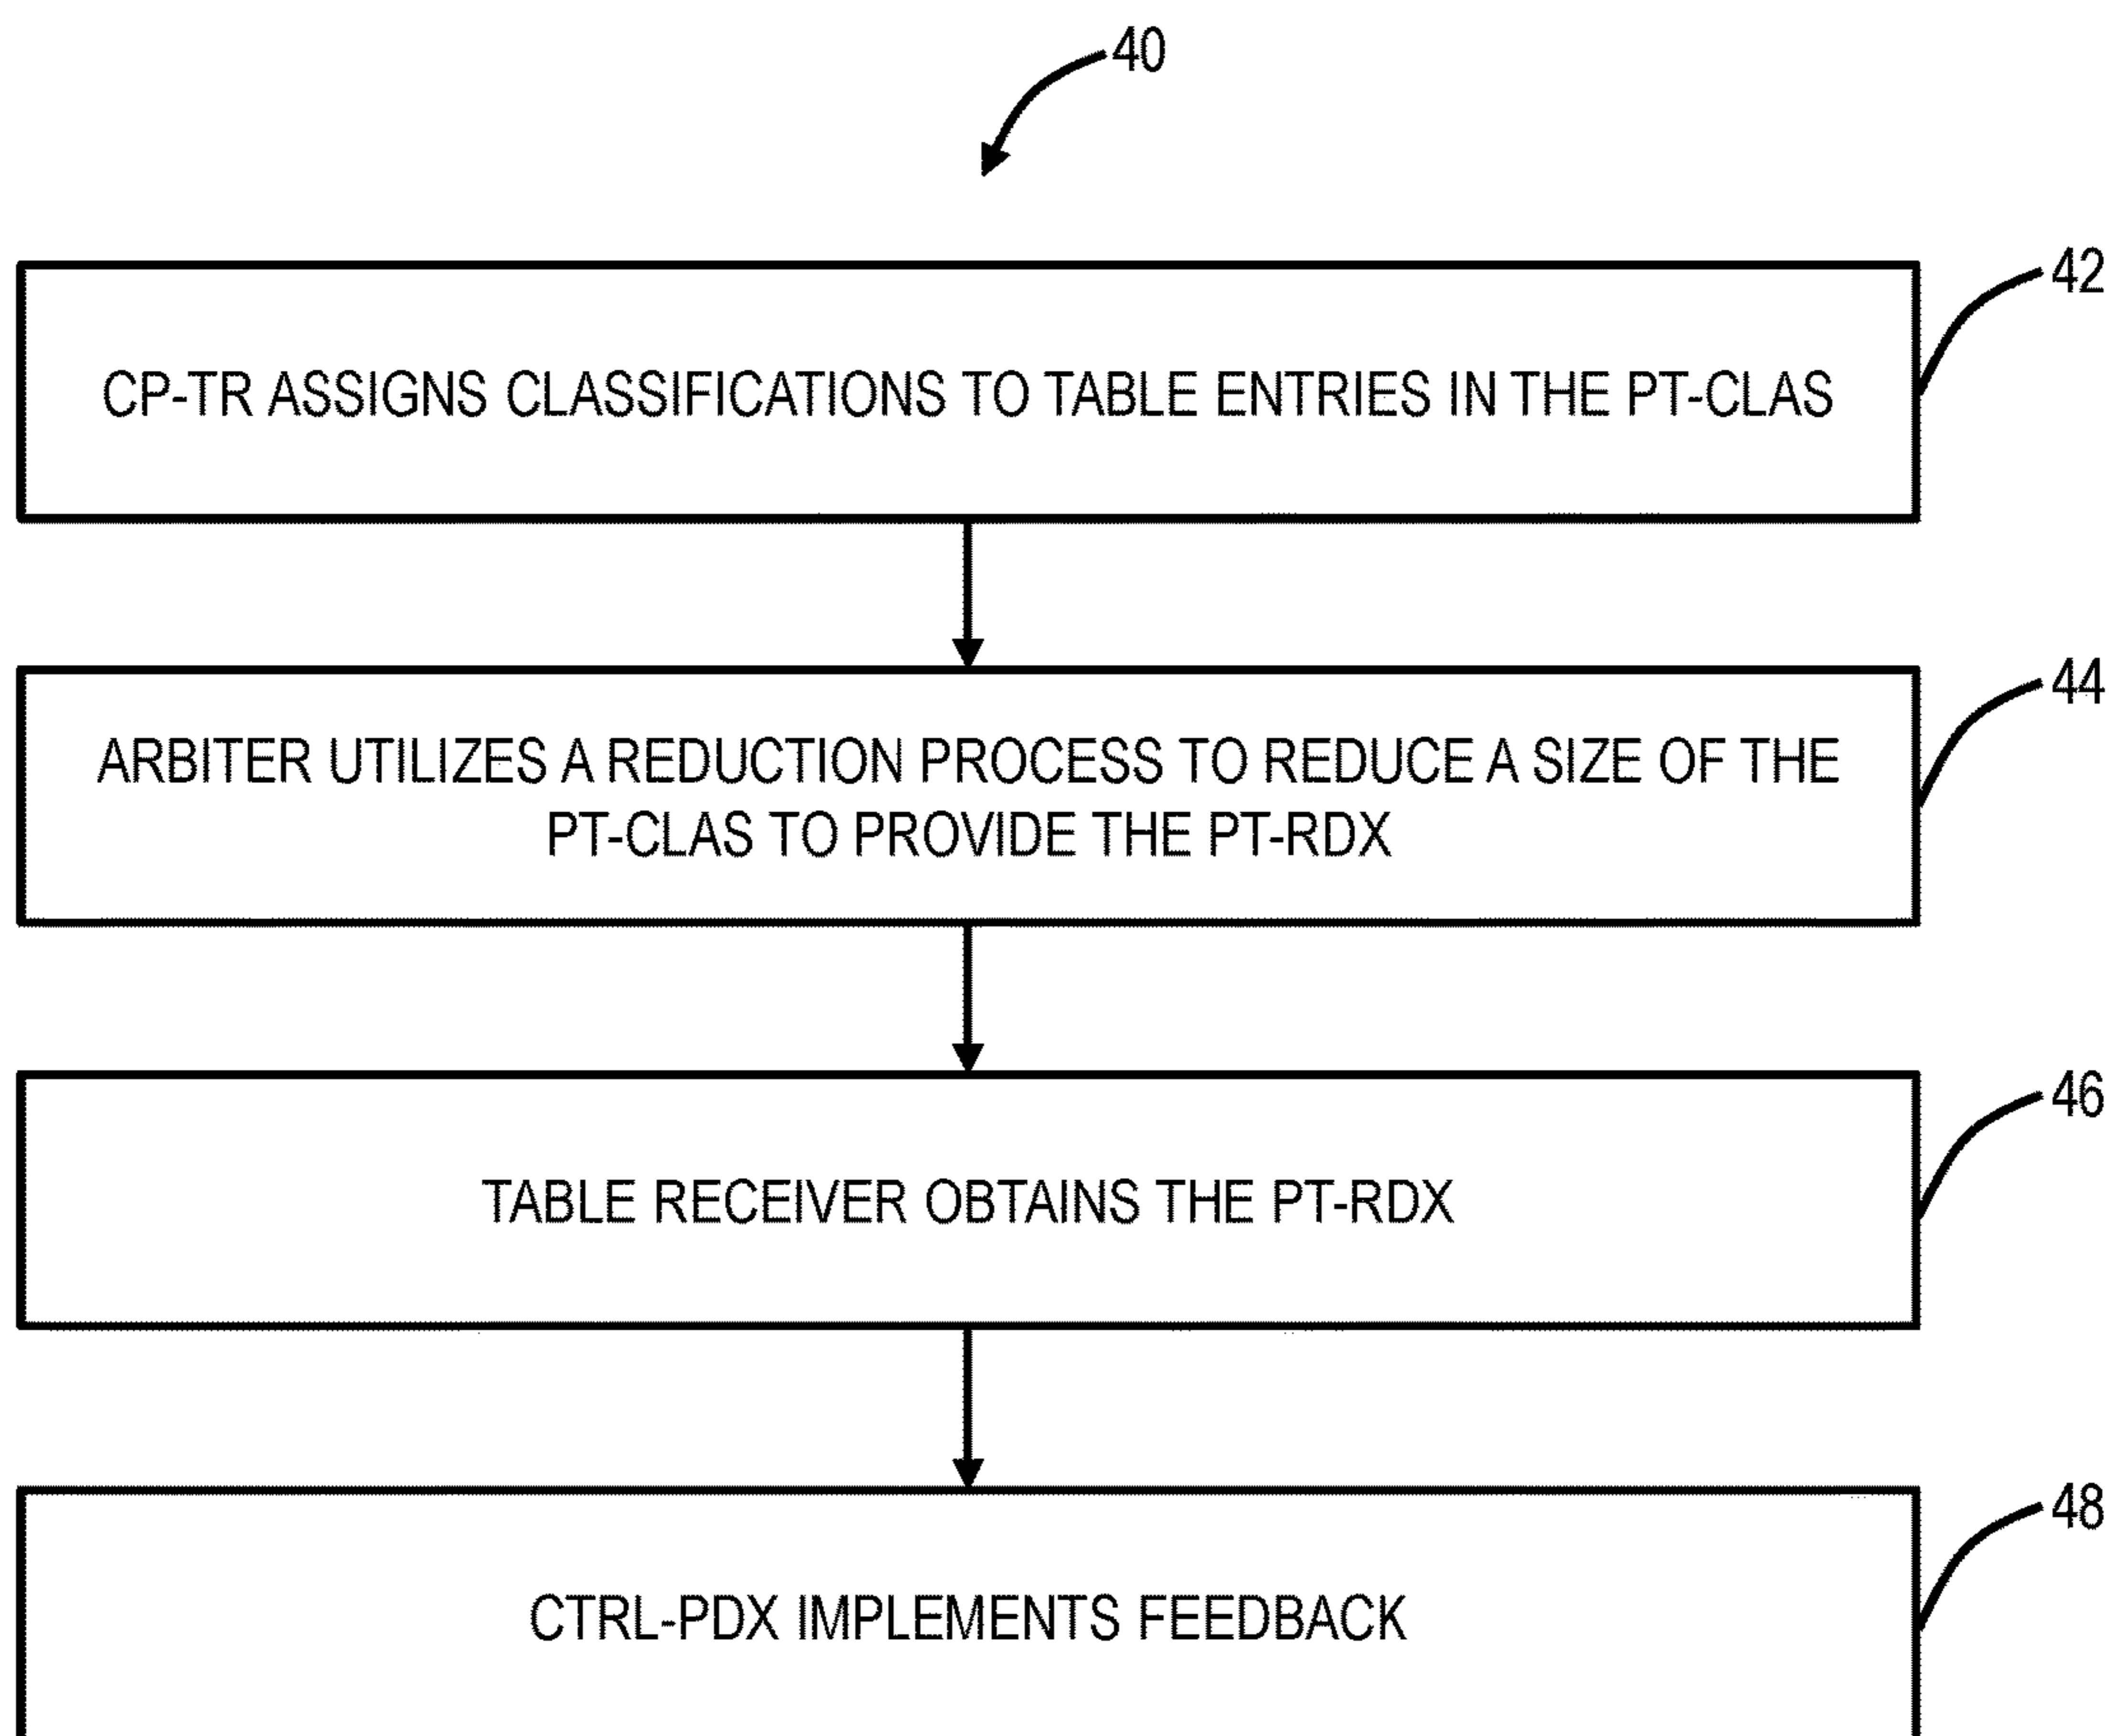 40
42
CP-TR ASSIGNS CLASSIFICATIONS TO TABLE ENTRIES IN THE PT-CLAS
44
ARBITER UTILIZES A REDUCTION PROCESS TO REDUCE A SIZE OF THE
PT-CLAS TO PROVIDE THE PT-RDX
46
TABLE RECEIVER OBTAINS THE PT-RDX
48
CTRL-PDX IMPLEMENTS FEEDBACK